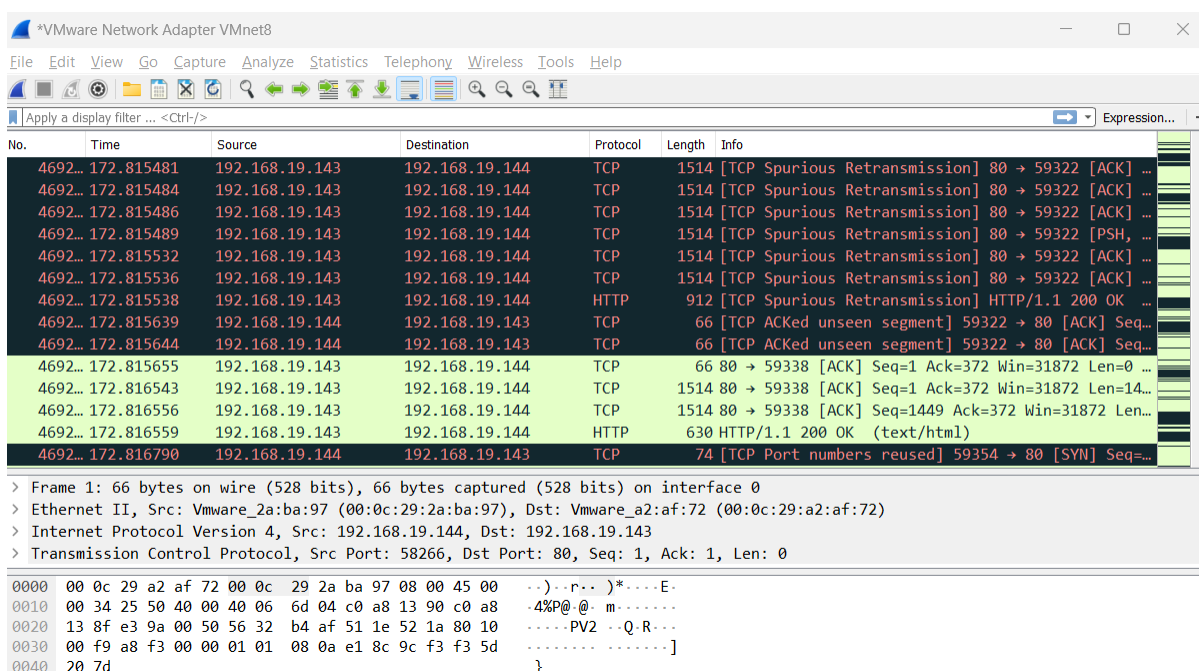 *VMware Network Adapter VMnet8
File Edit View Go Capture Analyze Statistics Telephony Wireless Tools Help
Apply a display filter ... <Ctrl-/> Expression...
No. Time Source Destination Protocol Length Info
4692… 172.815481 192.168.19.143 192.168.19.144 TCP 1514 [TCP Spurious Retransmission] 80 → 59322 [ACK] …
4692… 172.815484 192.168.19.143 192.168.19.144 TCP 1514 [TCP Spurious Retransmission] 80 → 59322 [ACK] …
4692… 172.815486 192.168.19.143 192.168.19.144 TCP 1514 [TCP Spurious Retransmission] 80 → 59322 [ACK] …
4692… 172.815489 192.168.19.143 192.168.19.144 TCP 1514 [TCP Spurious Retransmission] 80 → 59322 [PSH, …
4692… 172.815532 192.168.19.143 192.168.19.144 TCP 1514 [TCP Spurious Retransmission] 80 → 59322 [ACK] …
4692… 172.815536 192.168.19.143 192.168.19.144 TCP 1514 [TCP Spurious Retransmission] 80 → 59322 [ACK] …
4692… 172.815538 192.168.19.143 192.168.19.144 HTTP 912 [TCP Spurious Retransmission] HTTP/1.1 200 OK …
4692… 172.815639 192.168.19.144 192.168.19.143 TCP 66 [TCP ACKed unseen segment] 59322 → 80 [ACK] Seq…
4692… 172.815644 192.168.19.144 192.168.19.143 TCP 66 [TCP ACKed unseen segment] 59322 → 80 [ACK] Seq…
4692… 172.815655 192.168.19.143 192.168.19.144 TCP 66 80 → 59338 [ACK] Seq=1 Ack=372 Win=31872 Len=0 …
4692… 172.816543 192.168.19.143 192.168.19.144 TCP 1514 80 → 59338 [ACK] Seq=1 Ack=372 Win=31872 Len=14…
4692… 172.816556 192.168.19.143 192.168.19.144 TCP 1514 80 → 59338 [ACK] Seq=1449 Ack=372 Win=31872 Len…
4692… 172.816559 192.168.19.143 192.168.19.144 HTTP 630 HTTP/1.1 200 OK (text/html)
4692… 172.816790 192.168.19.144 192.168.19.143 TCP 74 [TCP Port numbers reused] 59354 → 80 [SYN] Seq=…
> Frame 1: 66 bytes on wire (528 bits), 66 bytes captured (528 bits) on interface 0
> Ethernet II, Src: Vmware_2a:ba:97 (00:0c:29:2a:ba:97), Dst: Vmware_a2:af:72 (00:0c:29:a2:af:72)
> Internet Protocol Version 4, Src: 192.168.19.144, Dst: 192.168.19.143
> Transmission Control Protocol, Src Port: 58266, Dst Port: 80, Seq: 1, Ack: 1, Len: 0
0000 00 0c 29 a2 af 72 00 0c 29 2a ba 97 08 00 45 00 ··)··r·· )*····E·
0010 00 34 25 50 40 00 40 06 6d 04 c0 a8 13 90 c0 a8 ·4%P@·@· m·······
0020 13 8f e3 9a 00 50 56 32 b4 af 51 1e 52 1a 80 10 ·····PV2 ··Q·R···
0030 00 f9 a8 f3 00 00 01 01 08 0a e1 8c 9c f3 f3 5d ········ ·······]
0040 20 7d }